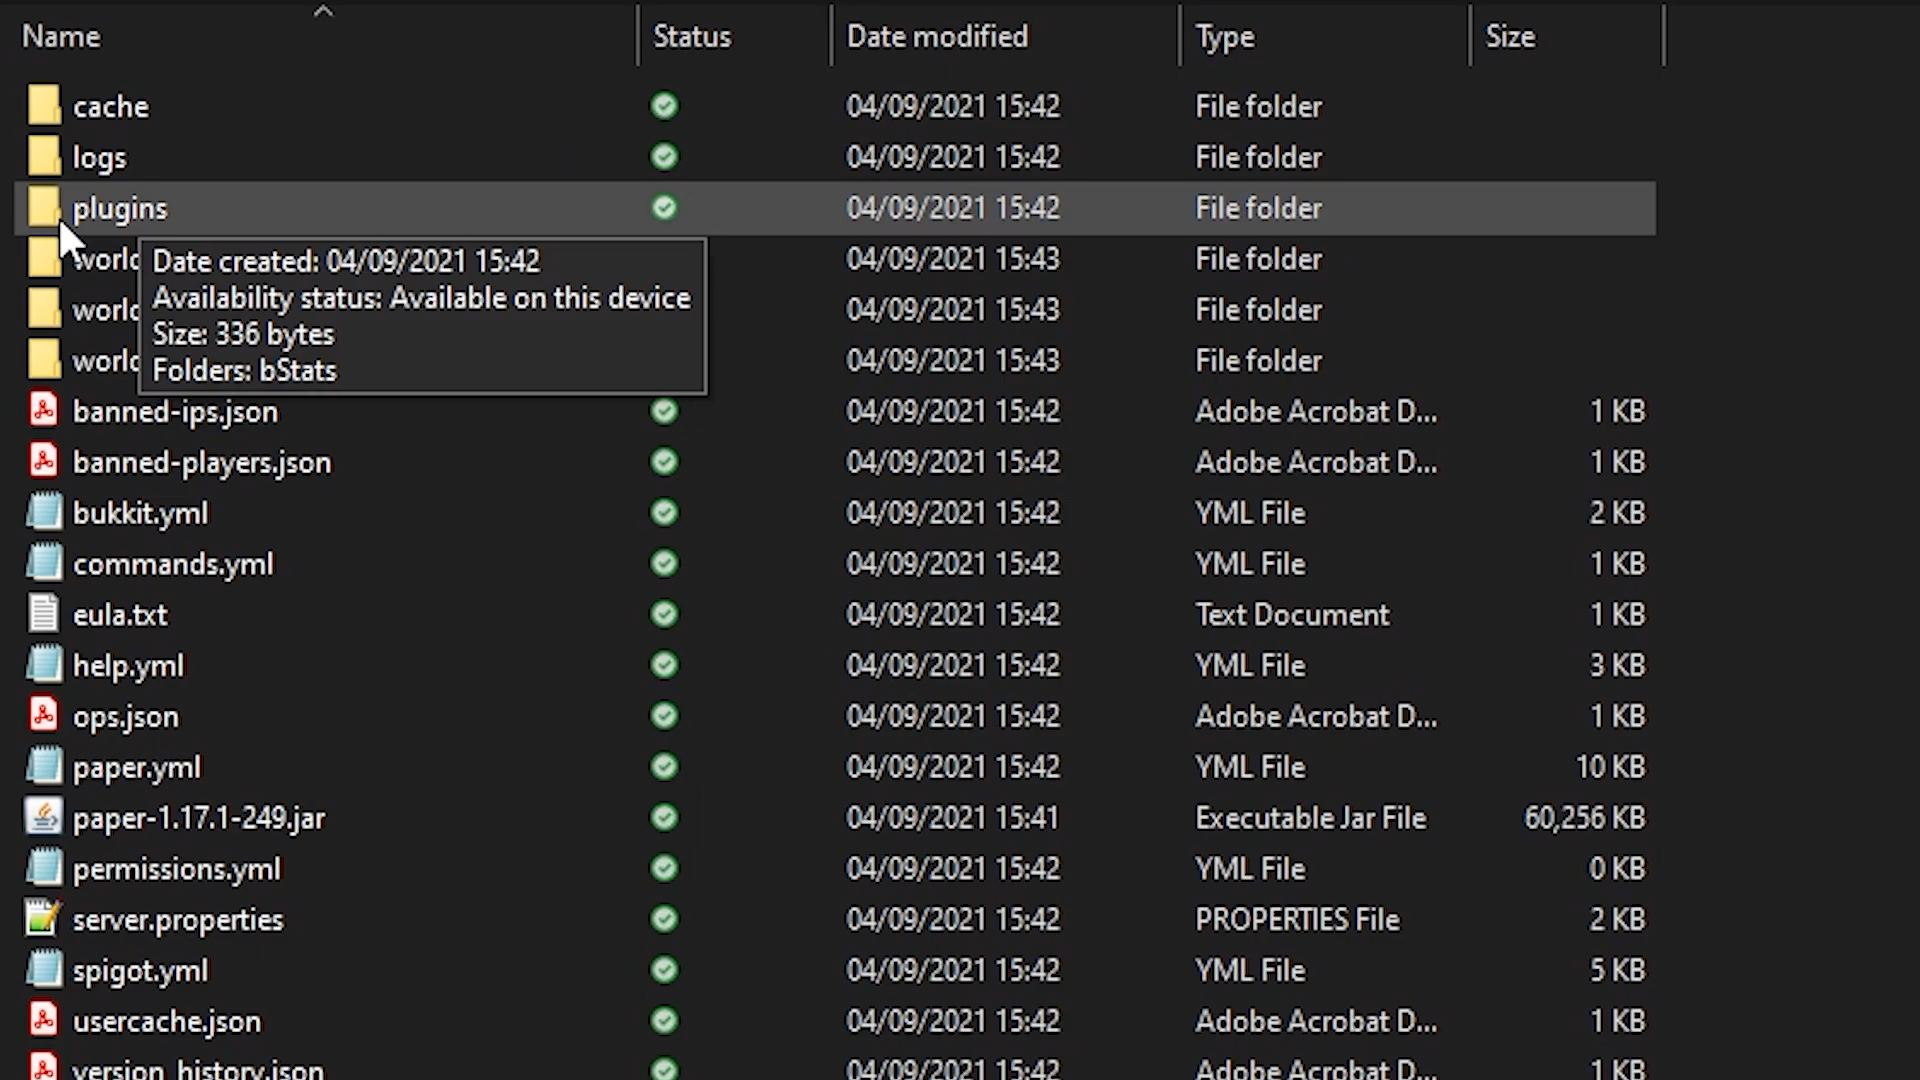 Name Status Date modified Type Size
cache 04/09/2021 15:42 File folder
logs 04/09/2021 15:42 File folder
plugins 04/09/2021 15:42 File folder
04/09/2021 15:43 File folder
04/09/2021 15:43 File folder
04/09/2021 15:43 File folder
Date created: 04/09/2021 15:42
Availability status: Available on this device
Size: 336 bytes
Folders: bStats
banned-ips.json 04/09/2021 15:42 Adobe Acrobat D... 1 KB
banned-players.json 04/09/2021 15:42 Adobe Acrobat D... 1 KB
bukkit.yml 04/09/2021 15:42 YML File 2 KB
commands.yml 04/09/2021 15:42 YML File 1 KB
eula.txt 04/09/2021 15:42 Text Document 1 KB
help.yml 04/09/2021 15:42 YML File 3 KB
ops.json 04/09/2021 15:42 Adobe Acrobat D... 1 KB
paper.yml 04/09/2021 15:42 YML File 10 KB
paper-1.17.1-249.jar 04/09/2021 15:41 Executable Jar File 60,256 KB
permissions.yml 04/09/2021 15:42 YML File 0 KB
server.properties 04/09/2021 15:42 PROPERTIES File 2 KB
spigot.yml 04/09/2021 15:42 YML File 5 KB
usercache.json 04/09/2021 15:42 Adobe Acrobat D... 1 KB
version_history.json 04/09/2021 15:42 Adobe Acrobat D... 1 KB